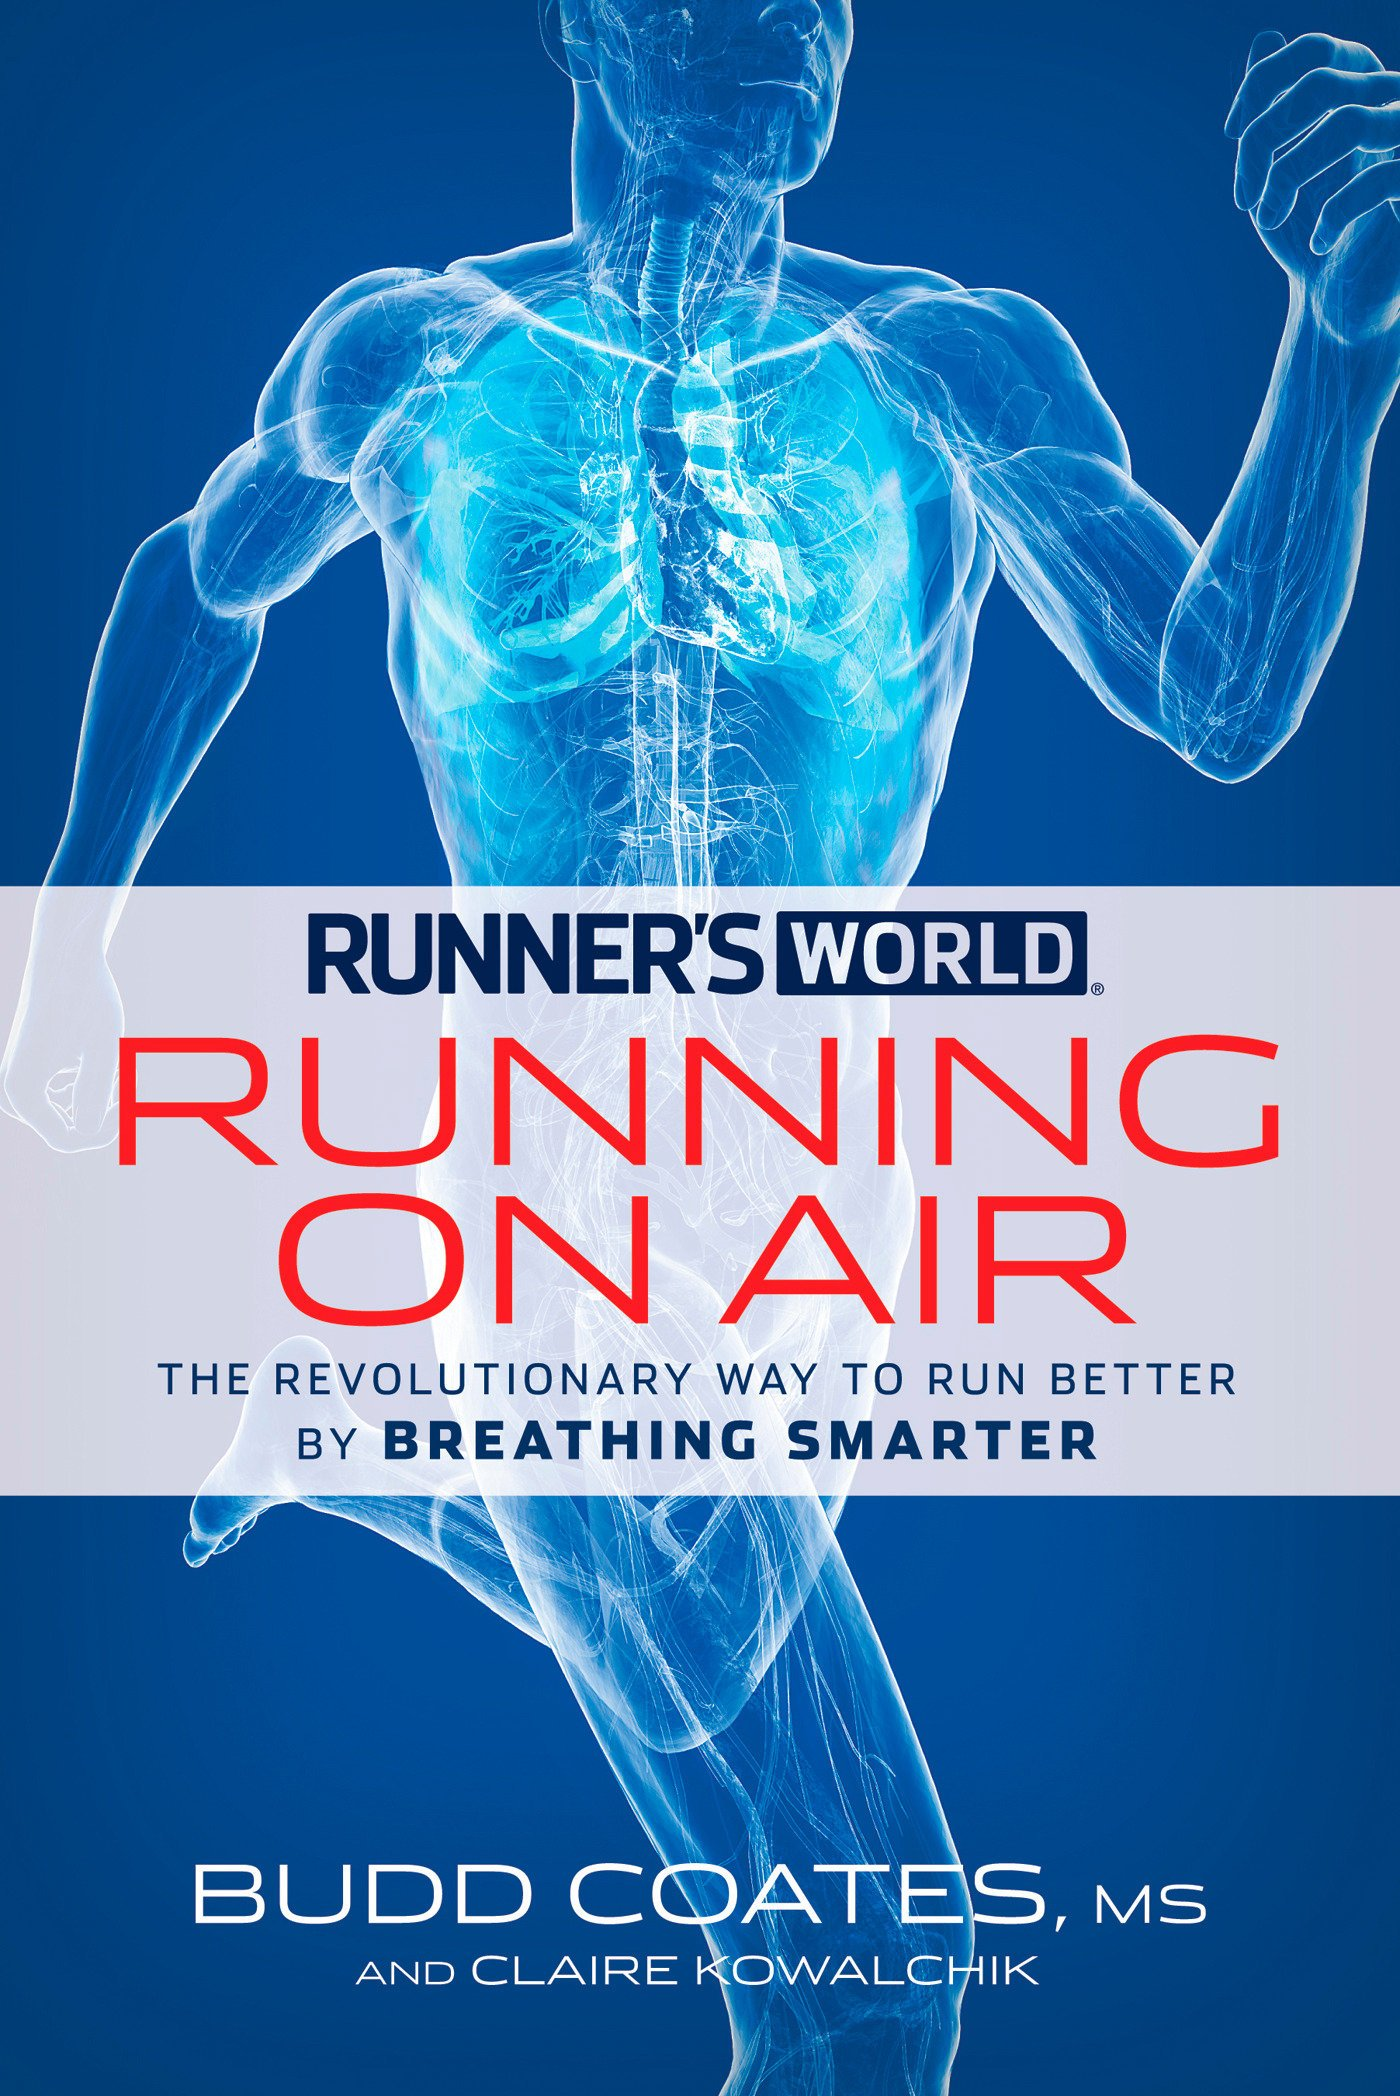 RUNNER'S WORLD®
RUNNING
ON AIR
THE REVOLUTIONARY WAY TO RUN BETTER
BY BREATHING SMARTER
BUDD COATES, MS
AND CLAIRE KOWALCHIK